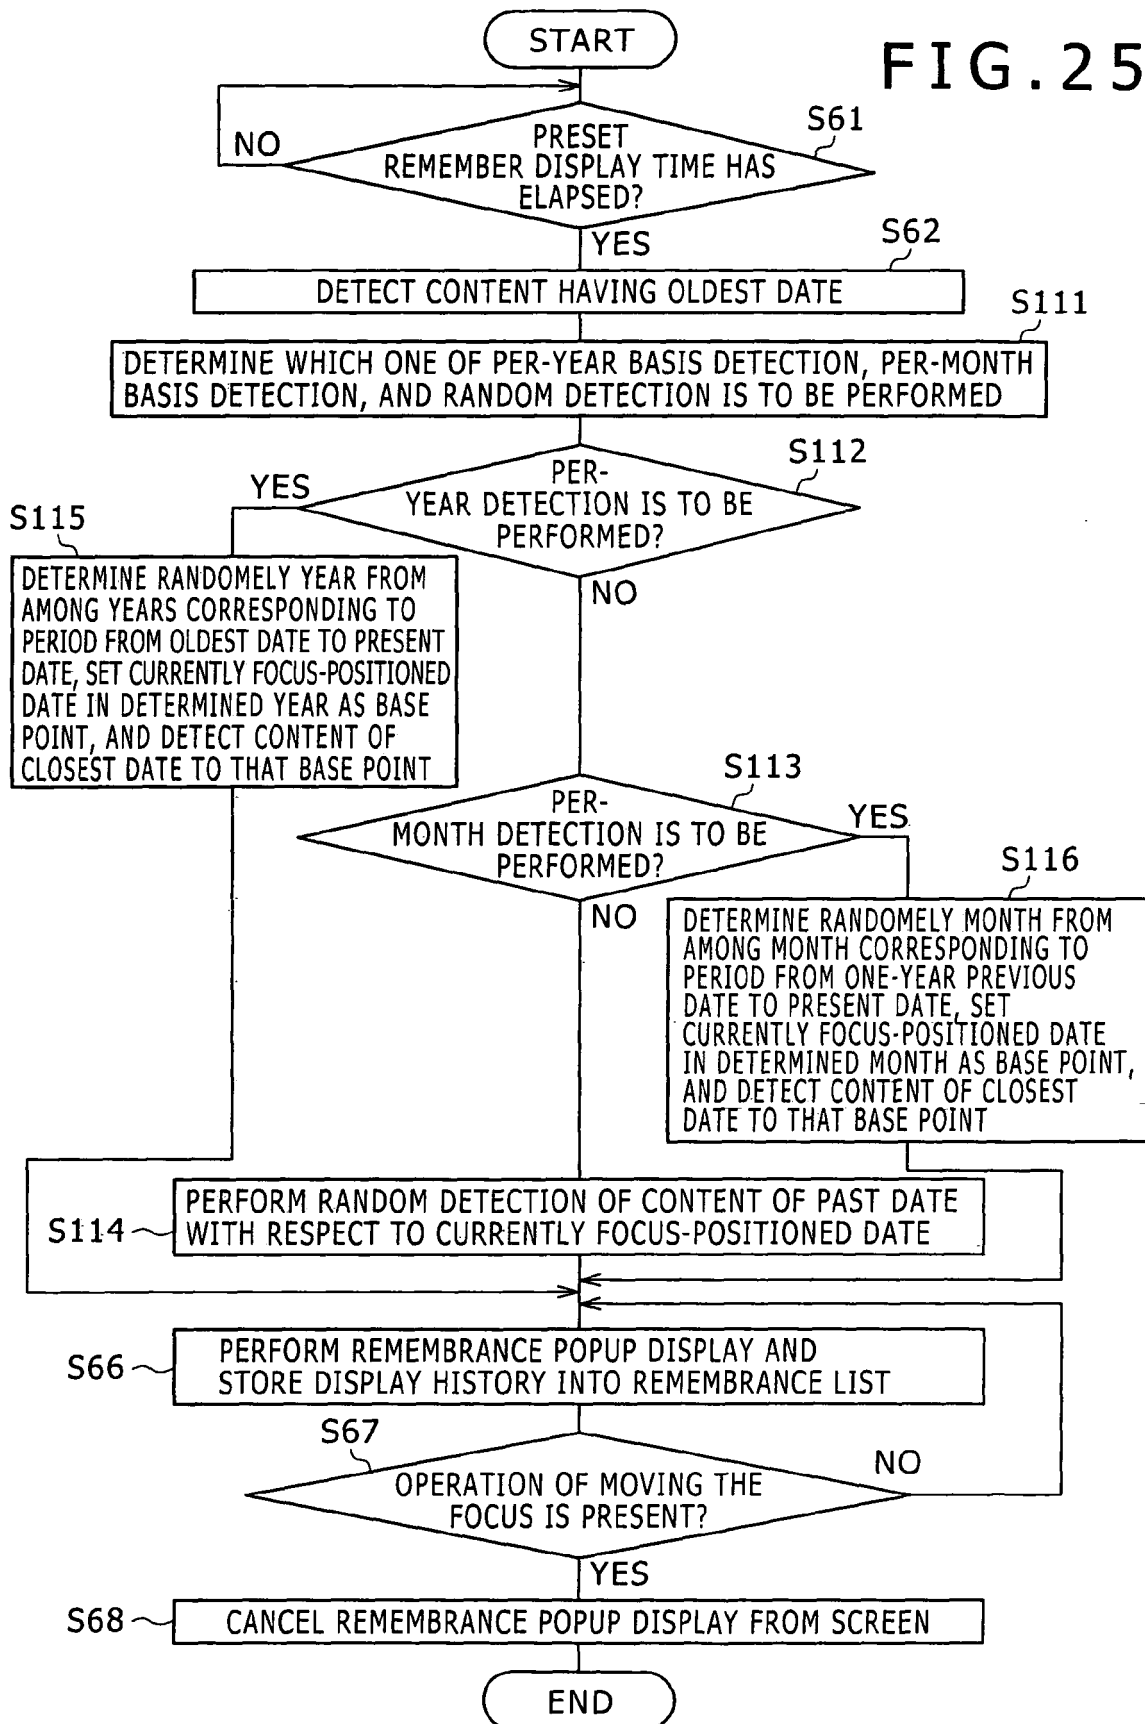 START
FIG.25
S61
NO
PRESET
REMEMBER DISPLAY TIME HAS
ELAPSED?
YES
S62
DETECT CONTENT HAVING OLDEST DATE
S111
DETERMINE WHICH ONE OF PER-YEAR BASIS DETECTION, PER-MONTH
BASIS DETECTION, AND RANDOM DETECTION IS TO BE PERFORMED
S112
YES
PER-
YEAR DETECTION IS TO BE
PERFORMED?
NO
S115
DETERMINE RANDOMELY YEAR FROM
AMONG YEARS CORRESPONDING TO
PERIOD FROM OLDEST DATE TO PRESENT
DATE, SET CURRENTLY FOCUS-POSITIONED
DATE IN DETERMINED YEAR AS BASE
POINT, AND DETECT CONTENT OF
CLOSEST DATE TO THAT BASE POINT
S113
PER-
MONTH DETECTION IS TO BE
PERFORMED?
YES
NO
S116
DETERMINE RANDOMELY MONTH FROM
AMONG MONTH CORRESPONDING TO
PERIOD FROM ONE-YEAR PREVIOUS
DATE TO PRESENT DATE, SET
CURRENTLY FOCUS-POSITIONED DATE
IN DETERMINED MONTH AS BASE POINT,
AND DETECT CONTENT OF CLOSEST
DATE TO THAT BASE POINT
S114
PERFORM RANDOM DETECTION OF CONTENT OF PAST DATE
WITH RESPECT TO CURRENTLY FOCUS-POSITIONED DATE
S66
PERFORM REMEMBRANCE POPUP DISPLAY AND
STORE DISPLAY HISTORY INTO REMEMBRANCE LIST
S67
OPERATION OF MOVING THE
FOCUS IS PRESENT?
NO
YES
S68
CANCEL REMEMBRANCE POPUP DISPLAY FROM SCREEN
END